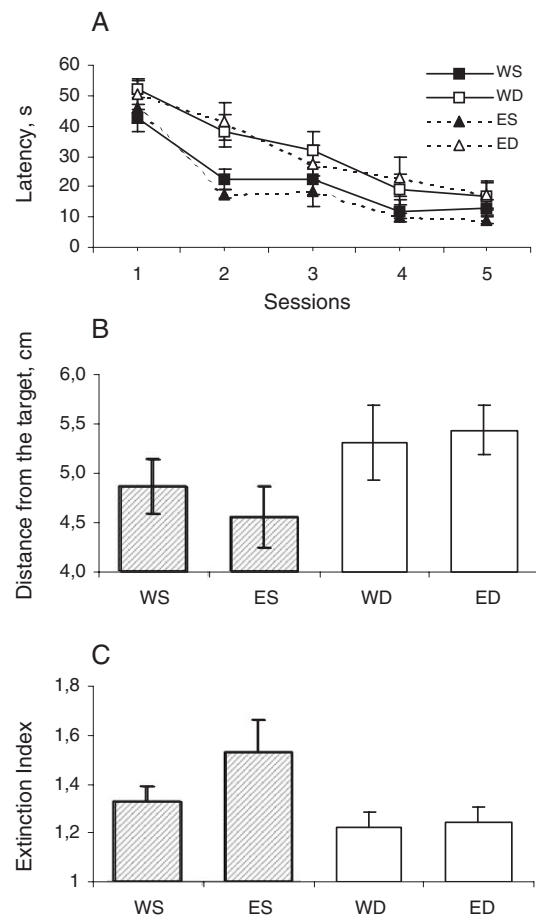 A
Latency, s
60
50
40
30
20
10
0
1 2 3 4 5
Sessions
WS
WD
ES
ED
B
Distance from the target, cm
6,0
5,5
5,0
4,5
4,0
WS ES WD ED
C
Extinction Index
1,8
1,6
1,4
1,2
1
WS ES WD ED